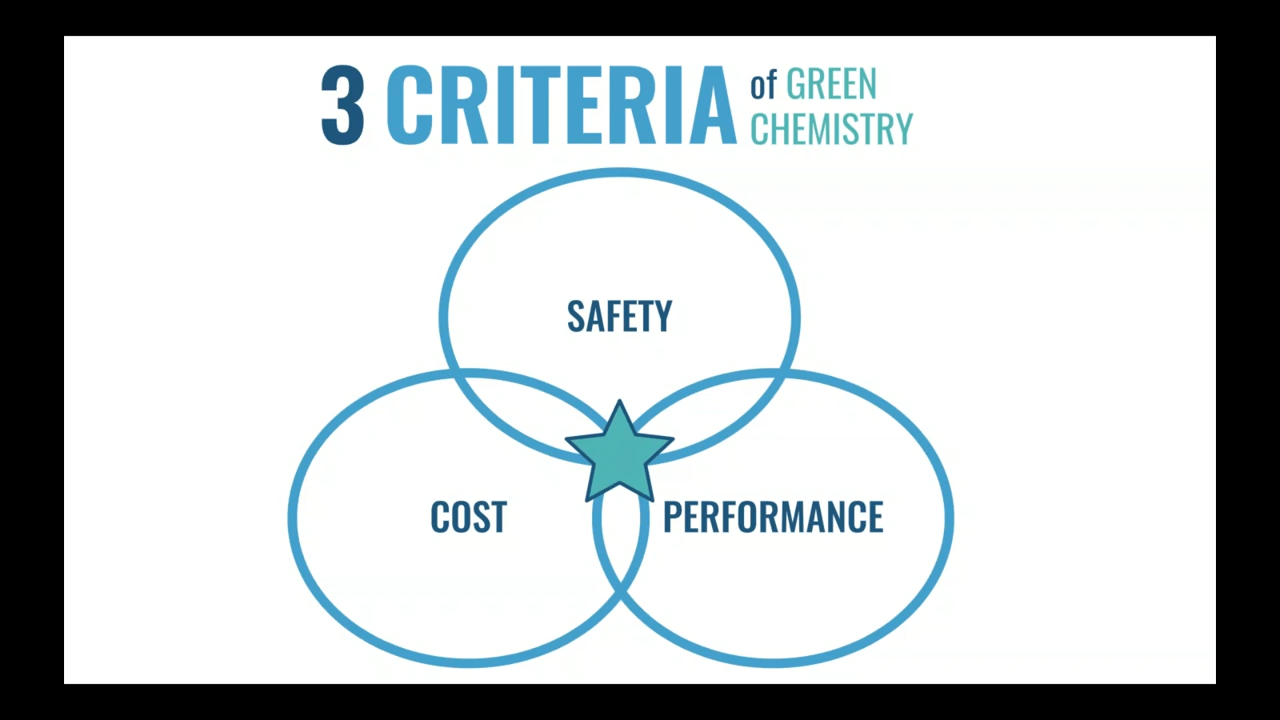 3 CRITERIA of GREEN
CHEMISTRY
SAFETY
COST PERFORMANCE